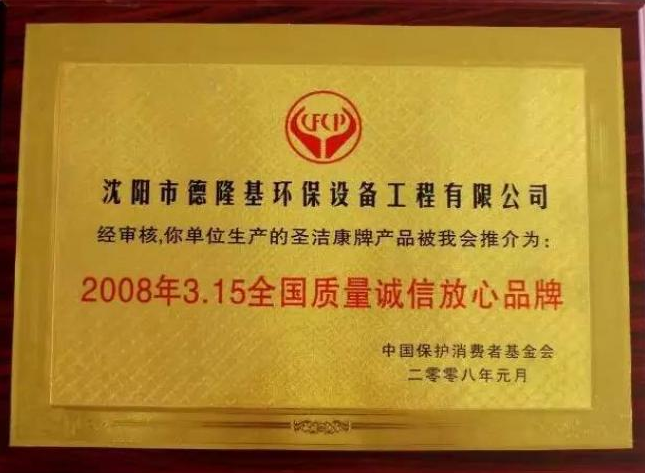 CFCP
沈阳市德隆基环保设备工程有限公司
经审核,你单位生产的圣洁康牌产品被我会推介为:
2008年3.15全国质量诚信放心品牌
中国保护消费者基金会
二零零八年元月